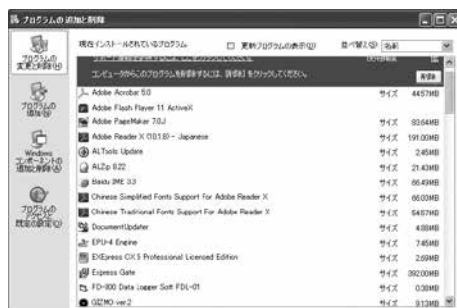 プログラムの追加と削除
現在インストールされているプログラム
更新プログラムの表示(D)
並べ替え(S)
名前
プログラムの
変更と削除(H)
コンピュータからこのプログラムを削除するには、[削除] をクリックしてください。
削除
プログラムの
追加(N)
Windows
コンポーネントの
追加と削除(A)
プログラムの
アクセスと
既定の設定(O)
Adobe Acrobat 5.0 サイズ 44.57MB
Adobe Flash Player 11 ActiveX
Adobe PageMaker 7.0J サイズ 93.64MB
Adobe Reader X (10.1.8) - Japanese サイズ 191.00MB
ALTools Update サイズ 2.45MB
ALZip 8.22 サイズ 21.43MB
Baidu IME 3.3 サイズ 66.49MB
Chinese Simplified Fonts Support For Adobe Reader X サイズ 66.00MB
Chinese Traditional Fonts Support For Adobe Reader X サイズ 54.67MB
DocumentUpdater サイズ 4.88MB
EPU-4 Engine サイズ 7.45MB
EXEpress CX 5 Professional Licensed Edition サイズ 2.69MB
Express Gate サイズ 392.00MB
FD-800 Data Logger Soft FDL-01 サイズ 0.38MB
GIZMO ver.2 サイズ 9.13MB